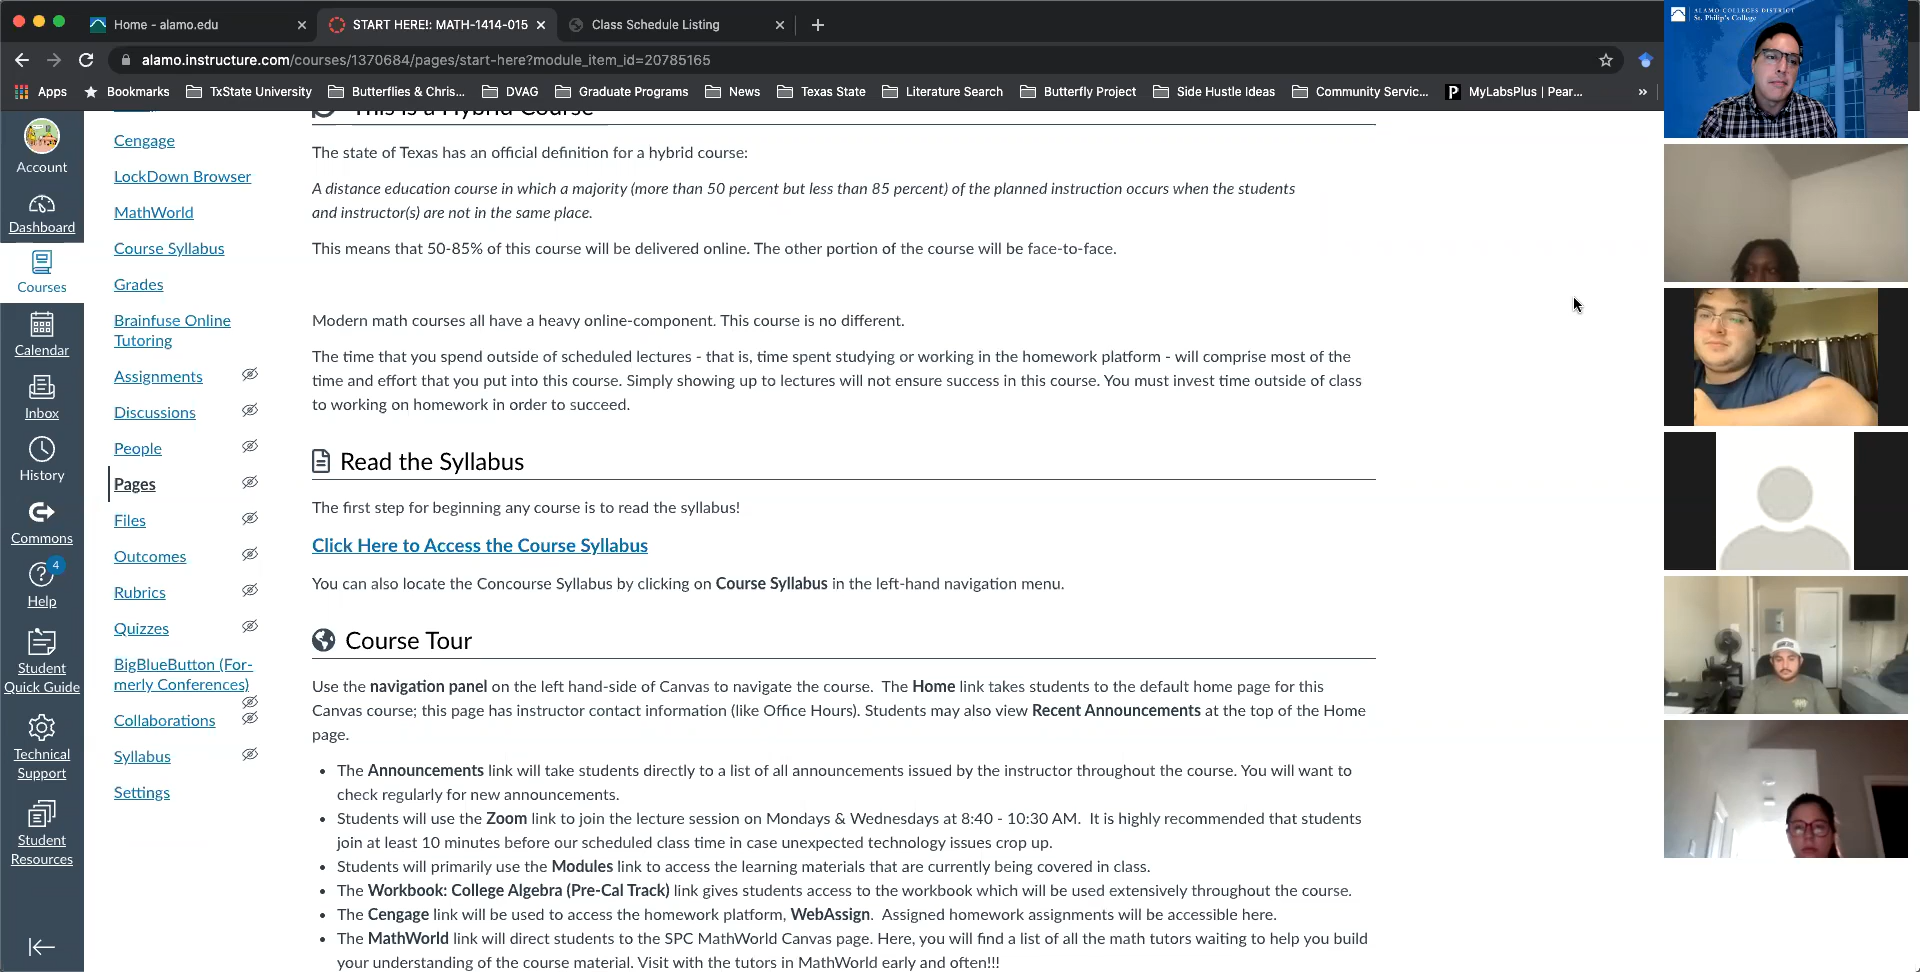 Home - alamo.edu
START HERE!: MATH-1414-015
Class Schedule Listing
alamo.instructure.com/courses/1370684/pages/start-here?module_item_id=20785165
Apps
Bookmarks
TxState University
Butterflies & Chris...
DVAG
Graduate Programs
News
Texas State
Literature Search
Butterfly Project
Side Hustle Ideas
Community Servic...
MyLabsPlus | Pear...
»
ALAMO COLLEGES DISTRICT
St. Philip's College
Account
Dashboard
Courses
Calendar
Inbox
History
Commons
4
Help
Student
Quick Guide
Technical
Support
Student
Resources
Cengage
LockDown Browser
MathWorld
Course Syllabus
Grades
Brainfuse Online
Tutoring
Assignments
Discussions
People
Pages
Files
Outcomes
Rubrics
Quizzes
BigBlueButton (For-
merly Conferences)
Collaborations
Syllabus
Settings
This is a Hybrid Course
The state of Texas has an official definition for a hybrid course:
A distance education course in which a majority (more than 50 percent but less than 85 percent) of the planned instruction occurs when the students
and instructor(s) are not in the same place.
This means that 50-85% of this course will be delivered online. The other portion of the course will be face-to-face.
Modern math courses all have a heavy online-component. This course is no different.
The time that you spend outside of scheduled lectures - that is, time spent studying or working in the homework platform - will comprise most of the
time and effort that you put into this course. Simply showing up to lectures will not ensure success in this course. You must invest time outside of class
to working on homework in order to succeed.
Read the Syllabus
The first step for beginning any course is to read the syllabus!
Click Here to Access the Course Syllabus
You can also locate the Concourse Syllabus by clicking on Course Syllabus in the left-hand navigation menu.
Course Tour
Use the navigation panel on the left hand-side of Canvas to navigate the course. The Home link takes students to the default home page for this
Canvas course; this page has instructor contact information (like Office Hours). Students may also view Recent Announcements at the top of the Home
page.
• The Announcements link will take students directly to a list of all announcements issued by the instructor throughout the course. You will want to
check regularly for new announcements.
• Students will use the Zoom link to join the lecture session on Mondays & Wednesdays at 8:40 - 10:30 AM. It is highly recommended that students
join at least 10 minutes before our scheduled class time in case unexpected technology issues crop up.
• Students will primarily use the Modules link to access the learning materials that are currently being covered in class.
• The Workbook: College Algebra (Pre-Cal Track) link gives students access to the workbook which will be used extensively throughout the course.
• The Cengage link will be used to access the homework platform, WebAssign. Assigned homework assignments will be accessible here.
• The MathWorld link will direct students to the SPC MathWorld Canvas page. Here, you will find a list of all the math tutors waiting to help you build
your understanding of the course material. Visit with the tutors in MathWorld early and often!!!